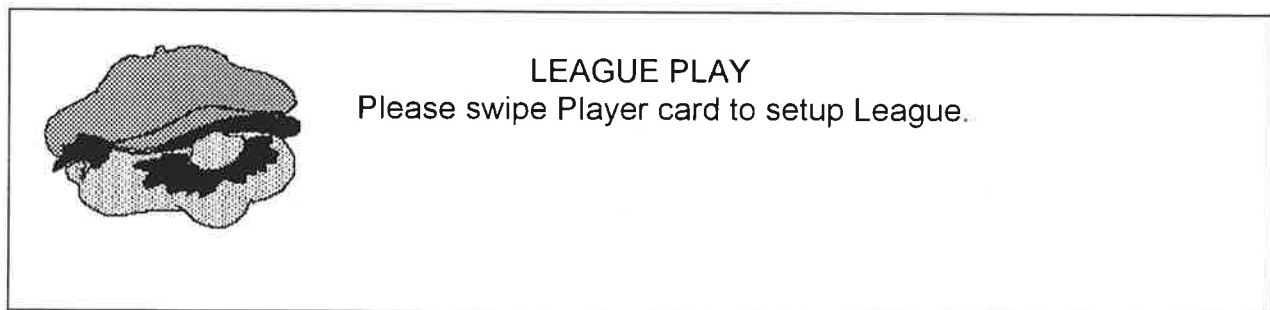 LEAGUE PLAY
Please swipe Player card to setup League.